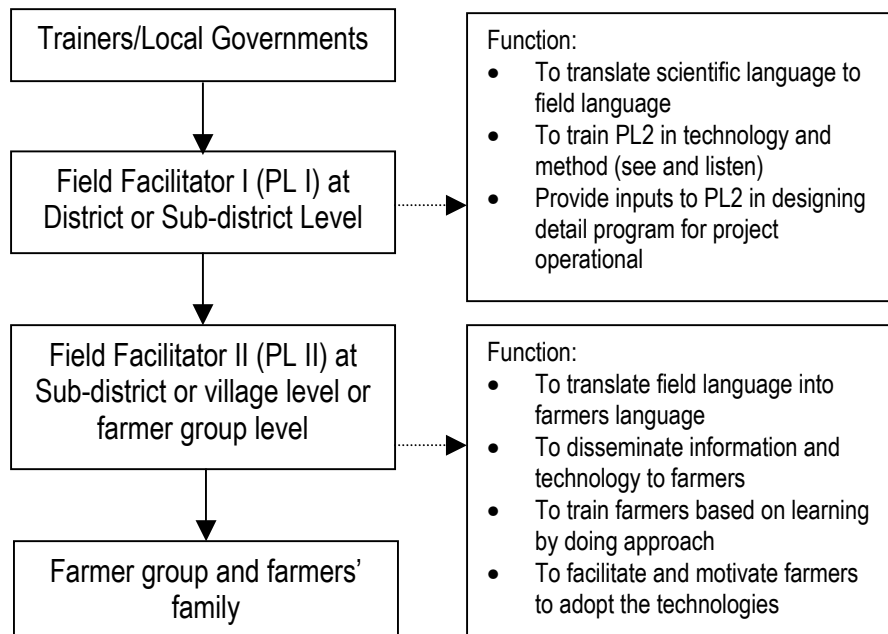 Trainers/Local Governments
Function:
• To translate scientific language to
field language
• To train PL2 in technology and
method (see and listen)
• Provide inputs to PL2 in designing
detail program for project
operational
Field Facilitator I (PL I) at
District or Sub-district Level
Field Facilitator II (PL II) at
Sub-district or village level or
farmer group level
Function:
• To translate field language into
farmers language
• To disseminate information and
technology to farmers
• To train farmers based on learning
by doing approach
• To facilitate and motivate farmers
to adopt the technologies
Farmer group and farmers’
family